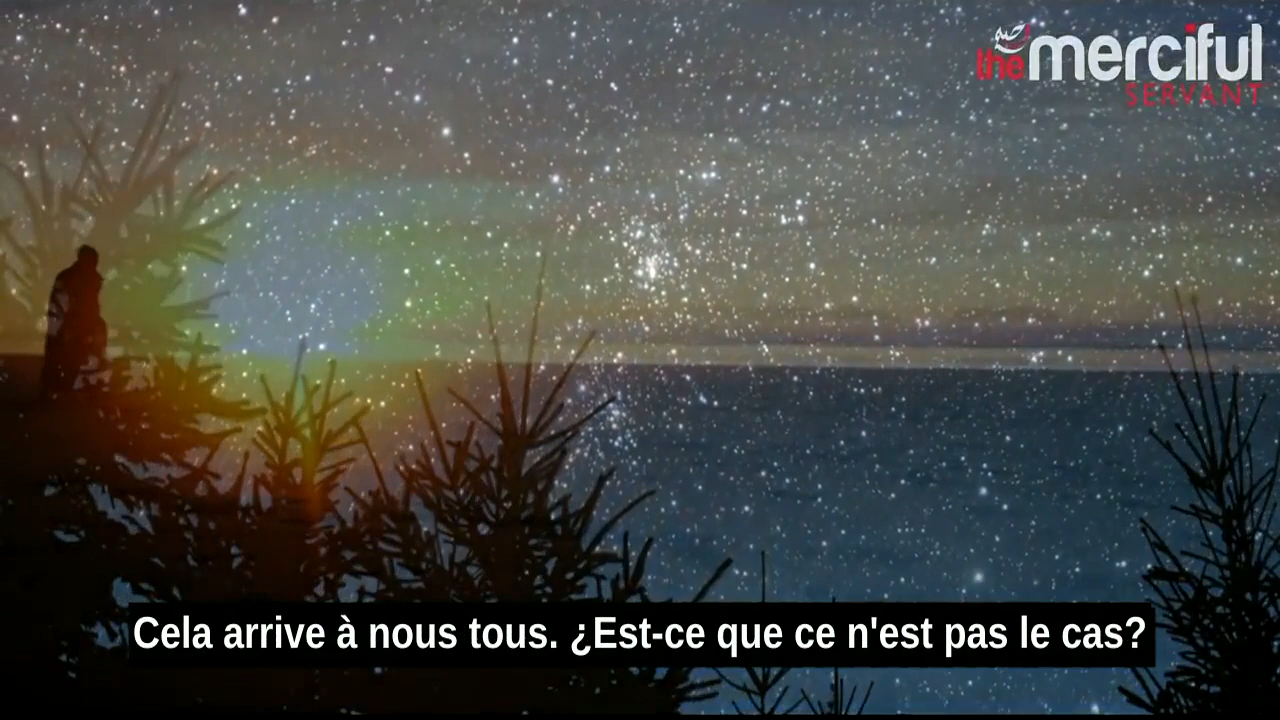 the merciful
SERVANT
Cela arrive à nous tous. ¿Est-ce que ce n'est pas le cas?